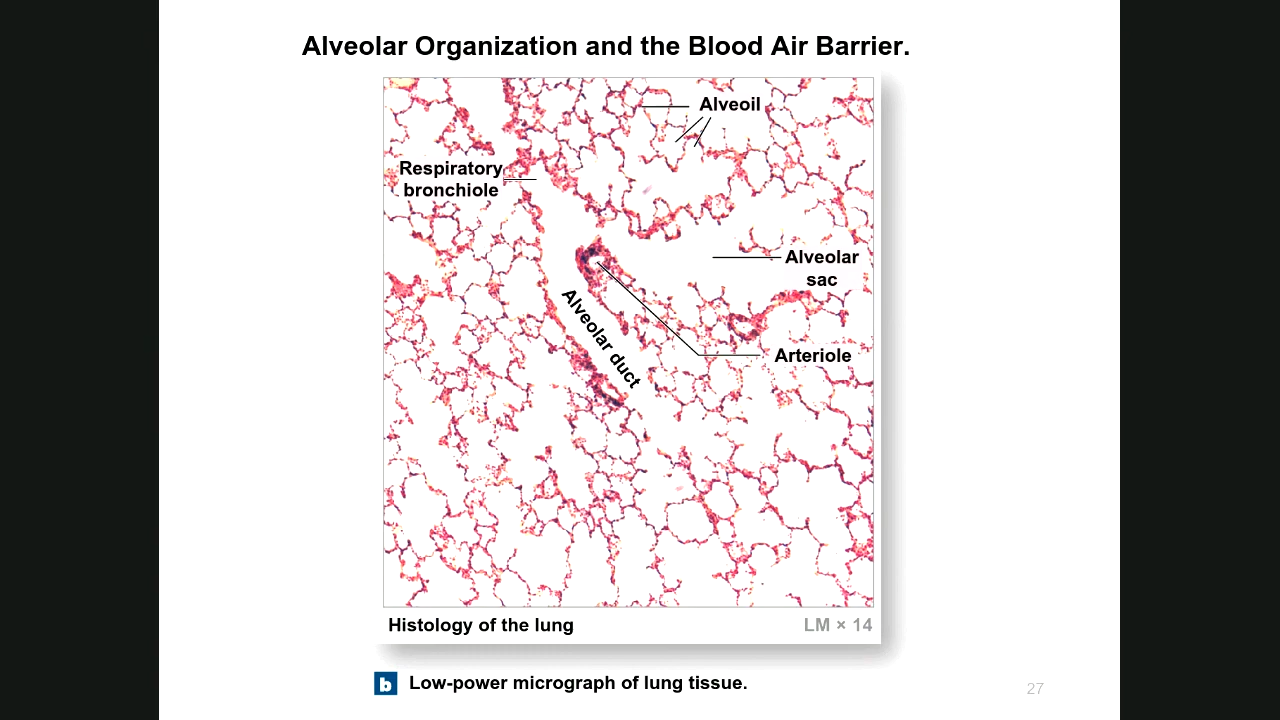 Alveolar Organization and the Blood Air Barrier.
Alveoil
Respiratory
bronchiole
Alveolar
sac
Alveolar duct
Arteriole
Histology of the lung
LM × 14
b Low-power micrograph of lung tissue.
27